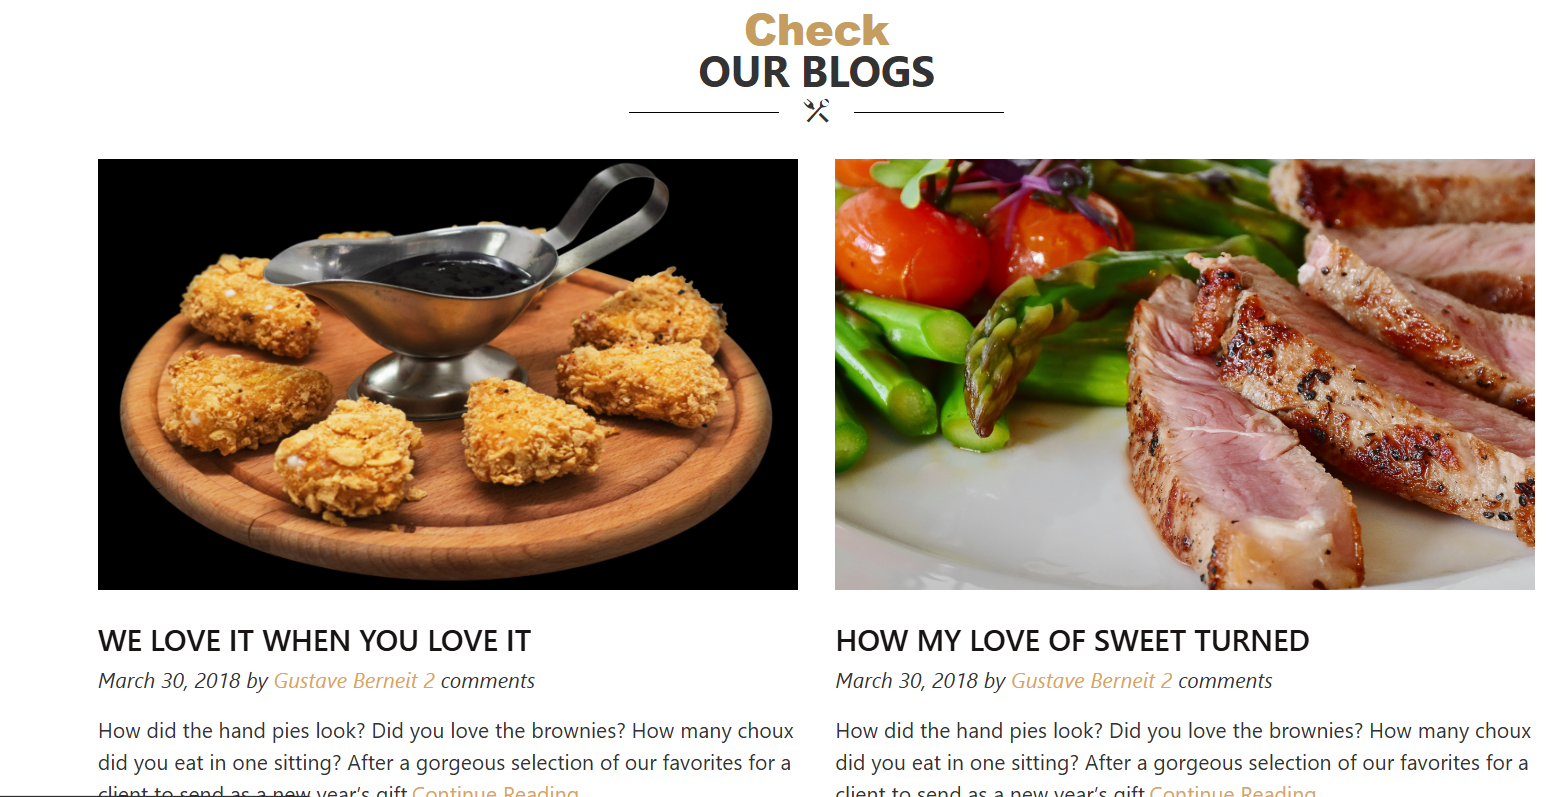 Check
OUR BLOGS
WE LOVE IT WHEN YOU LOVE IT
March 30, 2018 by Gustave Berneit 2 comments
How did the hand pies look? Did you love the brownies? How many choux
did you eat in one sitting? After a gorgeous selection of our favorites for a
client to send as a new year’s gift Continue Reading
HOW MY LOVE OF SWEET TURNED
March 30, 2018 by Gustave Berneit 2 comments
How did the hand pies look? Did you love the brownies? How many choux
did you eat in one sitting? After a gorgeous selection of our favorites for a
client to send as a new year’s gift Continue Reading